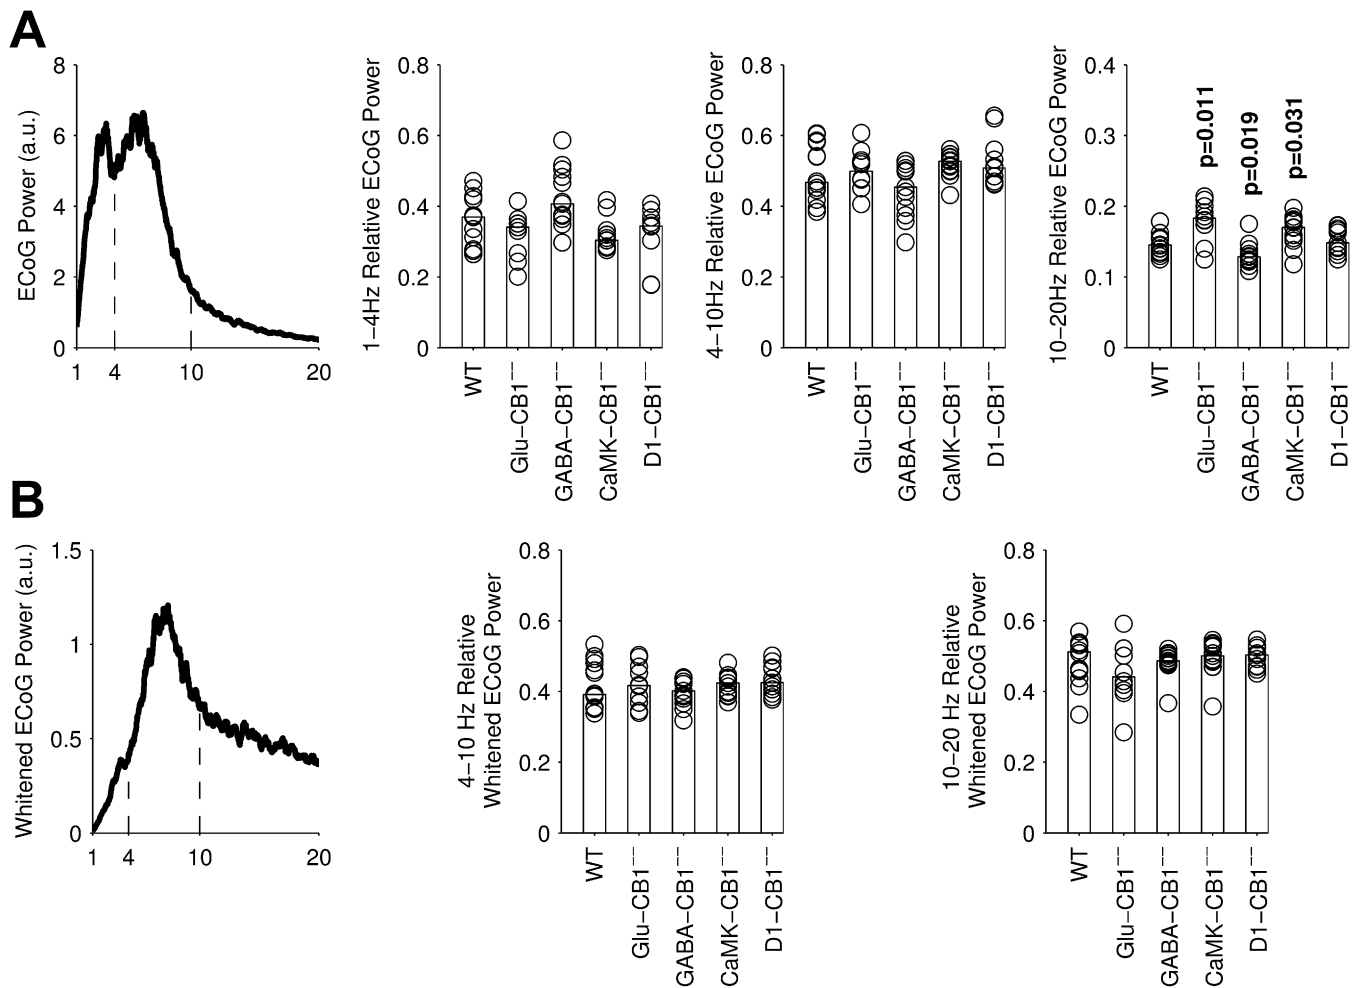 A
ECoG Power (a.u.)
8
6
4
2
0
1 4 10 20
1−4Hz Relative ECoG Power
0.8
0.6
0.4
0.2
0
WT
Glu−CB1−−
GABA−CB1−−
CaMK−CB1−−
D1−CB1−−
4−10Hz Relative ECoG Power
0.8
0.6
0.4
0.2
0
WT
Glu−CB1−−
GABA−CB1−−
CaMK−CB1−−
D1−CB1−−
10−20Hz Relative ECoG Power
0.4
0.3
0.2
0.1
0
p=0.011
p=0.019
p=0.031
WT
Glu−CB1−−
GABA−CB1−−
CaMK−CB1−−
D1−CB1−−
B
Whitened ECoG Power (a.u.)
1.5
1
0.5
0
1 4 10 20
4−10 Hz Relative
Whitened ECoG Power
0.8
0.6
0.4
0.2
0
WT
Glu−CB1−−
GABA−CB1−−
CaMK−CB1−−
D1−CB1−−
10−20 Hz Relative
Whitened ECoG Power
0.8
0.6
0.4
0.2
0
WT
Glu−CB1−−
GABA−CB1−−
CaMK−CB1−−
D1−CB1−−